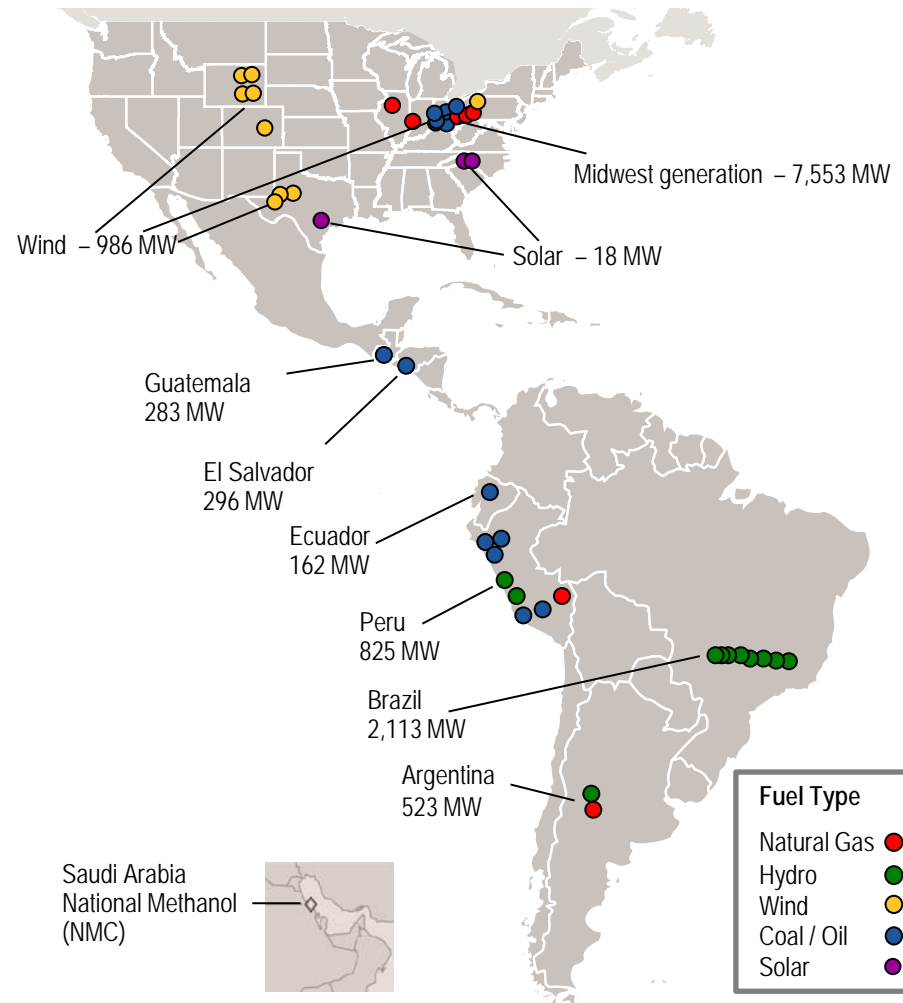 Midwest generation – 7,553 MW
Wind – 986 MW
Solar – 18 MW
Guatemala
283 MW
El Salvador
296 MW
Ecuador
162 MW
Peru
825 MW
Brazil
2,113 MW
Argentina
523 MW
Saudi Arabia
National Methanol
(NMC)
Fuel Type
Natural Gas
Hydro
Wind
Coal / Oil
Solar